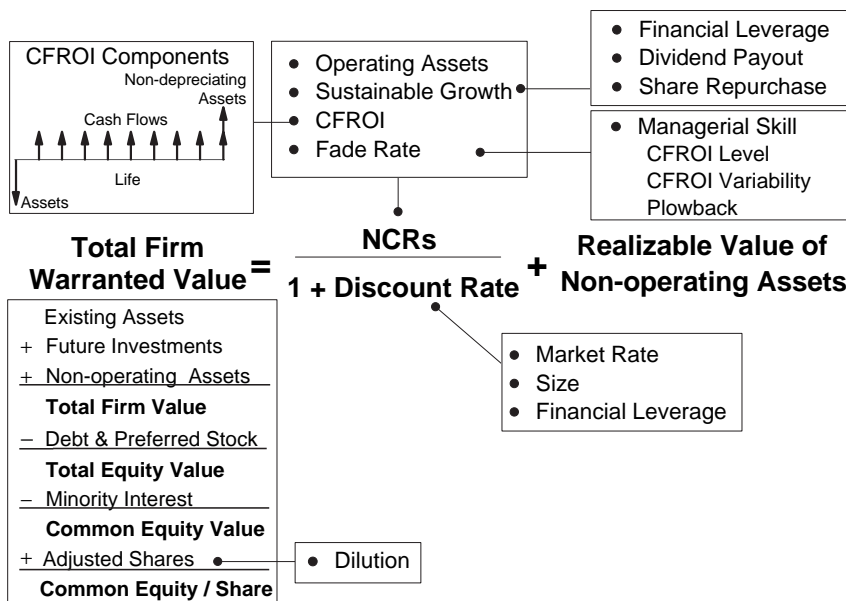 CFROI Components
Non-depreciating
Assets
Cash Flows
Life
Assets
• Operating Assets
• Sustainable Growth
• CFROI
• Fade Rate
• Financial Leverage
• Dividend Payout
• Share Repurchase
• Managerial Skill
CFROI Level
CFROI Variability
Plowback
Total Firm
Warranted Value
=
NCRs
1 + Discount Rate
+
Realizable Value of
Non-operating Assets
Existing Assets
+ Future Investments
+ Non-operating Assets
Total Firm Value
− Debt & Preferred Stock
Total Equity Value
− Minority Interest
Common Equity Value
+ Adjusted Shares
Common Equity / Share
• Market Rate
• Size
• Financial Leverage
• Dilution